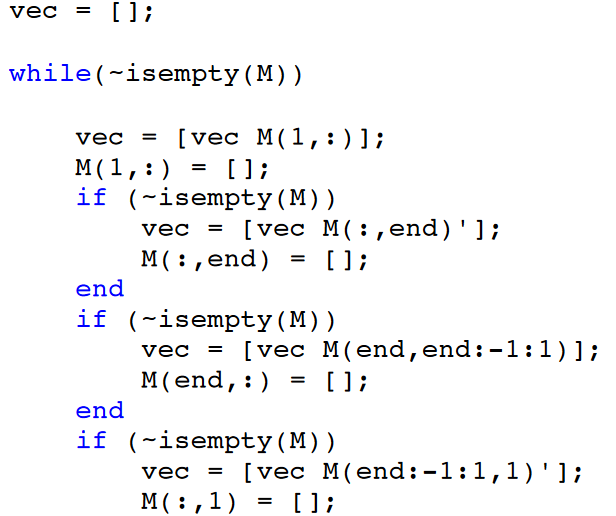 vec = [];
while(~isempty(M))
vec = [vec M(1,:)];
M(1,:) = [];
if (~isempty(M))
vec = [vec M(:,end)'];
M(:,end) = [];
end
if (~isempty(M))
vec = [vec M(end,end:-1:1)];
M(end,:) = [];
end
if (~isempty(M))
vec = [vec M(end:-1:1,1)'];
M(:,1) = [];